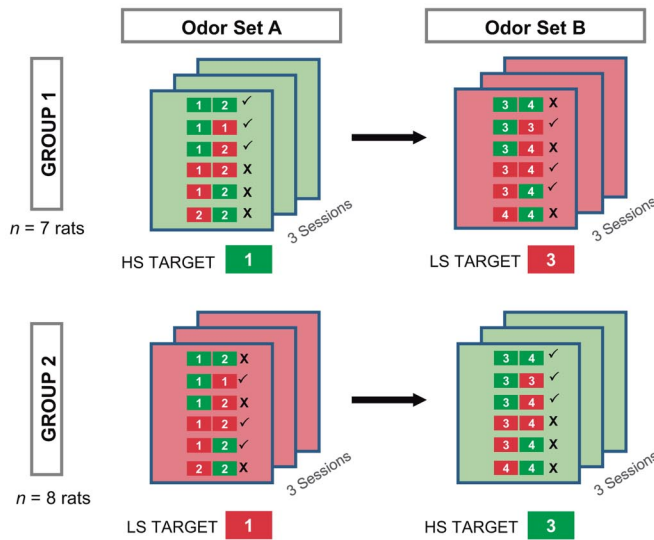 Odor Set A
Odor Set B
GROUP 1
n = 7 rats
1 2 ✓
1 1 ✓
1 2 ✓
1 2 X
1 2 X
2 2 X
3 Sessions
HS TARGET 1
3 4 X
3 3 ✓
3 4 X
3 4 ✓
3 4 ✓
4 4 X
3 Sessions
LS TARGET 3
GROUP 2
n = 8 rats
1 2 X
1 1 ✓
1 2 X
1 2 ✓
1 2 ✓
2 2 X
3 Sessions
LS TARGET 1
3 4 ✓
3 3 ✓
3 4 ✓
3 4 X
3 4 X
4 4 X
3 Sessions
HS TARGET 3